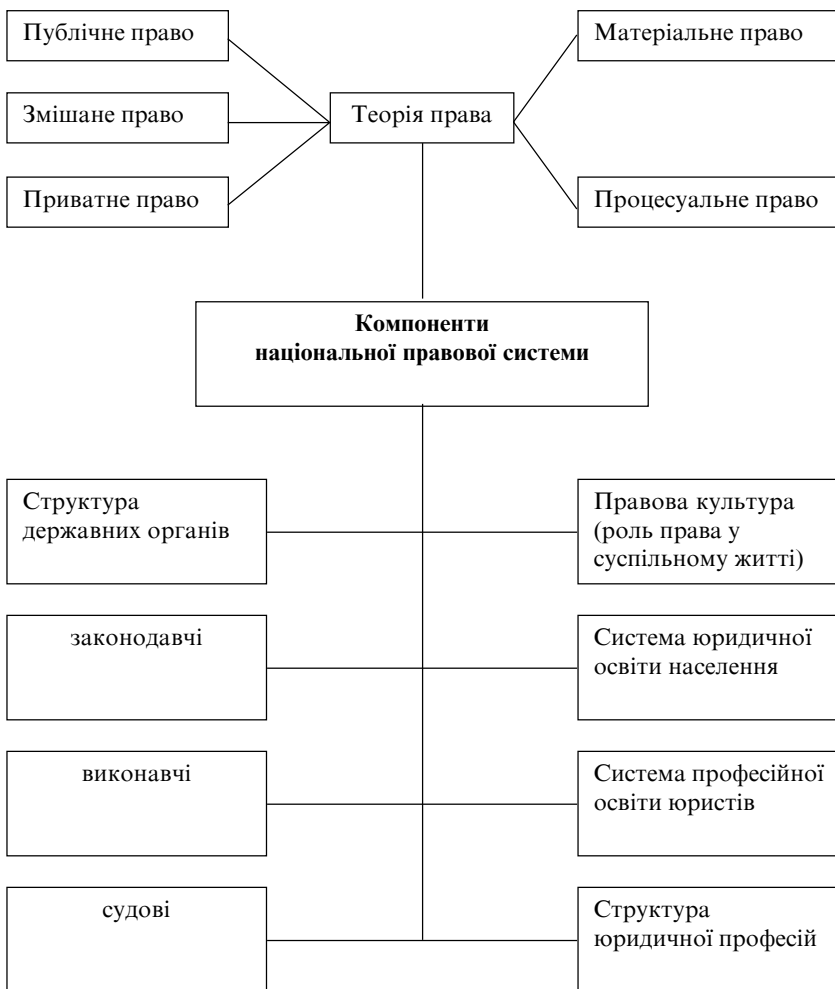 Публічне право
Матеріальне право
Змішане право
Теорія права
Приватне право
Процесуальне право
Компоненти
національної правової системи
Структура
державних органів
Правова культура
(роль права у
суспільному житті)
законодавчі
Система юридичної
освіти населення
виконавчі
Система професійної
освіти юристів
судові
Структура
юридичної професій